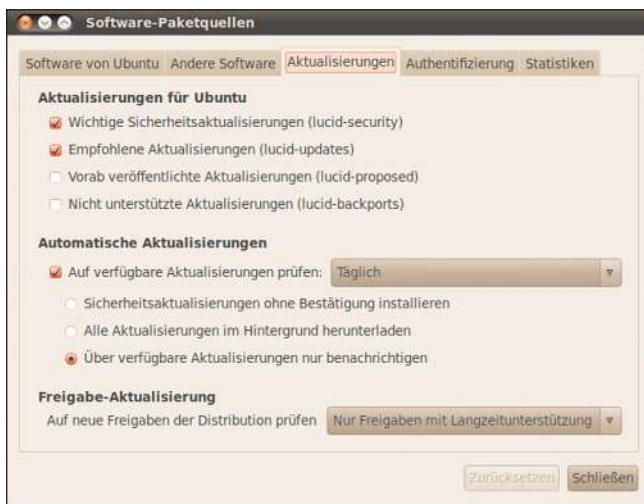 Software-Paketquellen
Software von Ubuntu Andere Software Aktualisierungen Authentifizierung Statistiken
Aktualisierungen für Ubuntu
Wichtige Sicherheitsaktualisierungen (lucid-security)
Empfohlene Aktualisierungen (lucid-updates)
Vorab veröffentlichte Aktualisierungen (lucid-proposed)
Nicht unterstützte Aktualisierungen (lucid-backports)
Automatische Aktualisierungen
Auf verfügbare Aktualisierungen prüfen: Täglich
Sicherheitsaktualisierungen ohne Bestätigung installieren
Alle Aktualisierungen im Hintergrund herunterladen
Über verfügbare Aktualisierungen nur benachrichtigen
Freigabe-Aktualisierung
Auf neue Freigaben der Distribution prüfen Nur Freigaben mit Langzeitunterstützung
Zurücksetzen Schließen